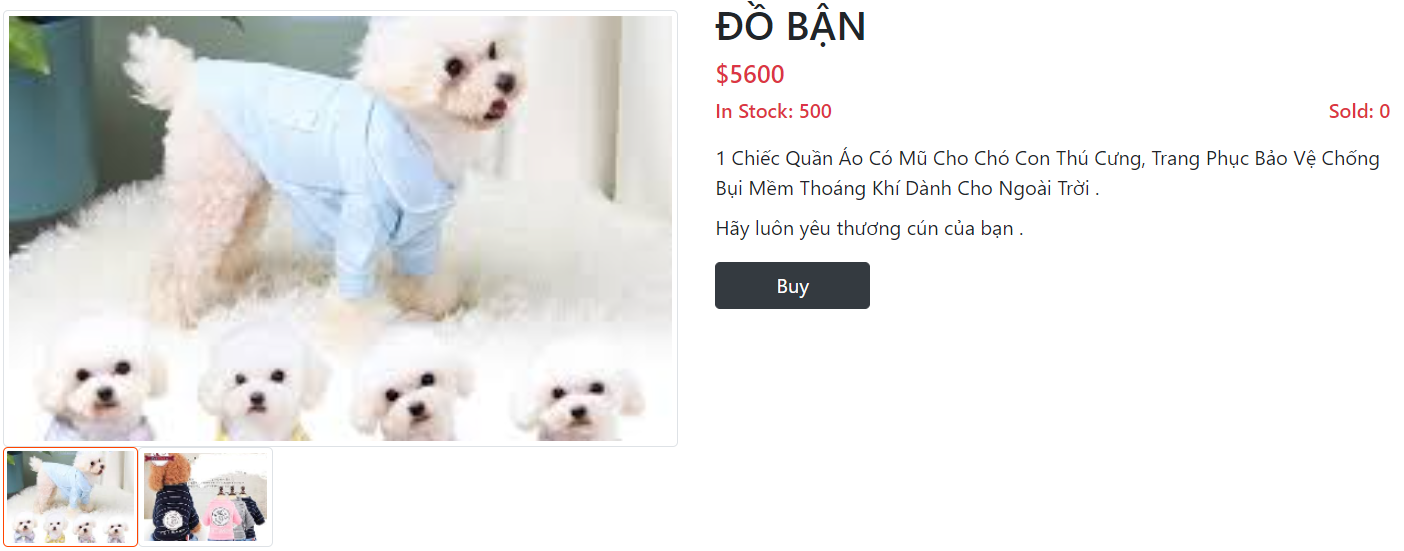 ĐỒ BẬN
$5600
In Stock: 500
Sold: 0
1 Chiếc Quần Áo Có Mũ Cho Chó Con Thú Cưng, Trang Phục Bảo Vệ Chống
Bụi Mềm Thoáng Khí Dành Cho Ngoài Trời .
Hãy luôn yêu thương cún của bạn .
Buy